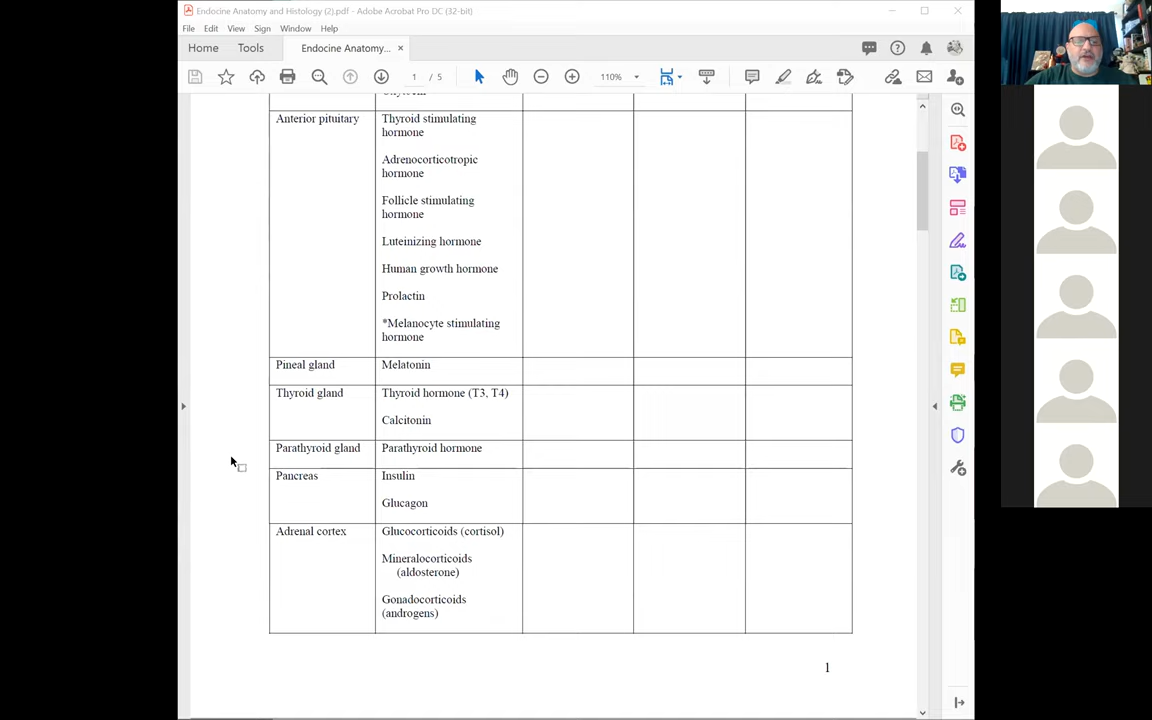 Endocrine Anatomy and Histology (2).pdf - Adobe Acrobat Pro DC (32-bit)
File Edit View Sign Window Help
Home Tools Endocrine Anatomy... ×
1 / 5 110%
Anterior pituitary
Thyroid stimulating
hormone
Adrenocorticotropic
hormone
Follicle stimulating
hormone
Luteinizing hormone
Human growth hormone
Prolactin
*Melanocyte stimulating
hormone
Pineal gland
Melatonin
Thyroid gland
Thyroid hormone (T3, T4)
Calcitonin
Parathyroid gland
Parathyroid hormone
Pancreas
Insulin
Glucagon
Adrenal cortex
Glucocorticoids (cortisol)
Mineralocorticoids
(aldosterone)
Gonadocorticoids
(androgens)
1